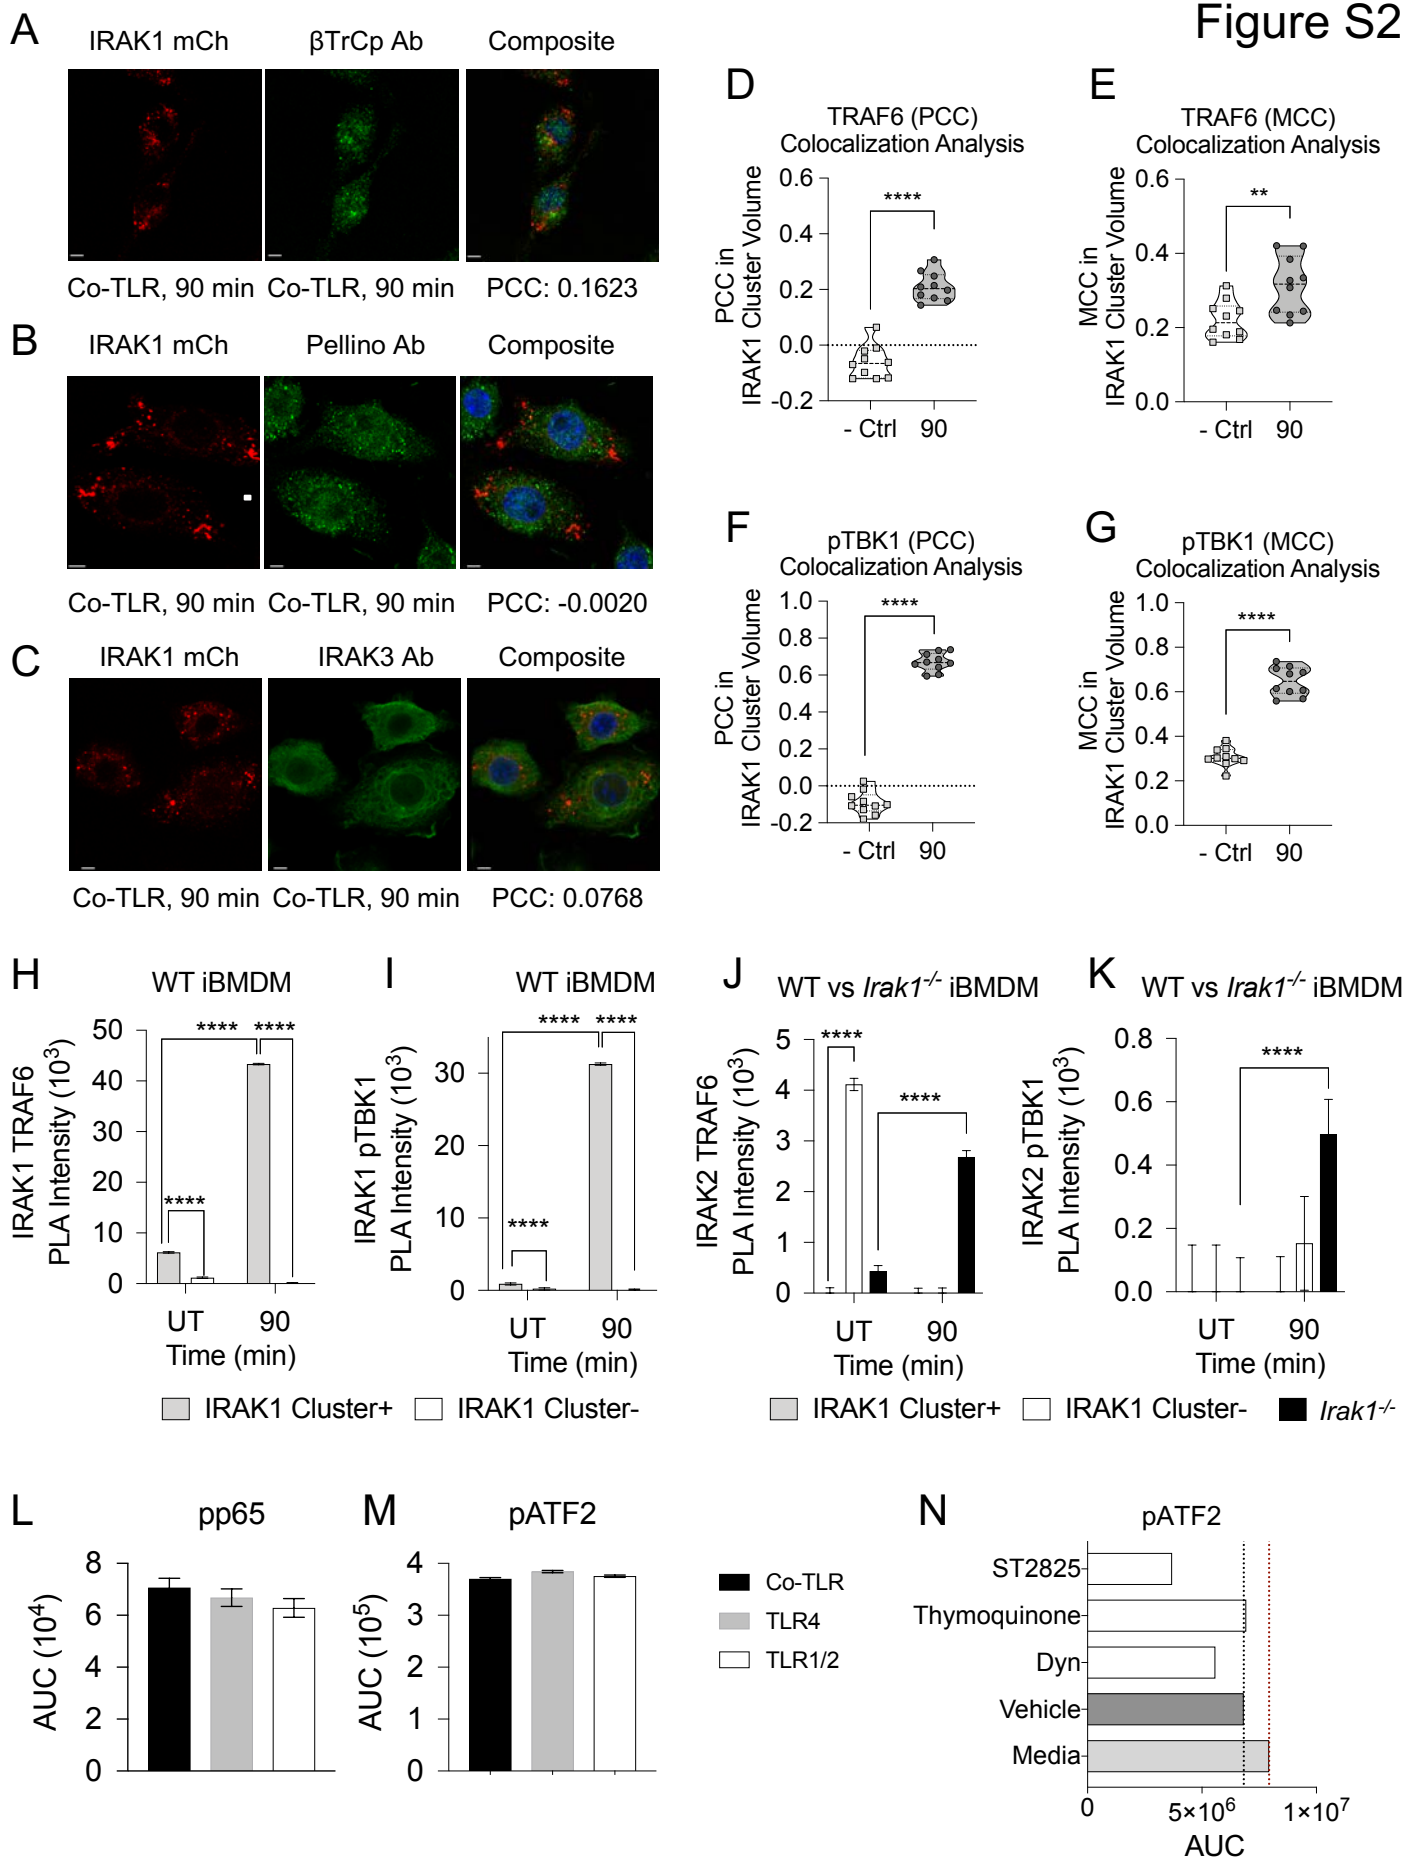 Figure S2
A
IRAK1 mCh
βTrCp Ab
Composite
Co-TLR, 90 min
Co-TLR, 90 min
PCC: 0.1623
B
IRAK1 mCh
Pellino Ab
Composite
Co-TLR, 90 min
Co-TLR, 90 min
PCC: -0.0020
C
IRAK1 mCh
IRAK3 Ab
Composite
Co-TLR, 90 min
Co-TLR, 90 min
PCC: 0.0768
D
TRAF6 (PCC)
Colocalization Analysis
PCC in
IRAK1 Cluster Volume
0.6
0.4
0.2
0.0
-0.2
****
- Ctrl
90
E
TRAF6 (MCC)
Colocalization Analysis
MCC in
IRAK1 Cluster Volume
0.6
0.4
0.2
0.0
**
- Ctrl
90
F
pTBK1 (PCC)
Colocalization Analysis
PCC in
IRAK1 Cluster Volume
1.0
0.8
0.6
0.4
0.2
0.0
-0.2
****
- Ctrl
90
G
pTBK1 (MCC)
Colocalization Analysis
MCC in
IRAK1 Cluster Volume
1.0
0.8
0.6
0.4
0.2
0.0
****
- Ctrl
90
H
WT iBMDM
IRAK1 TRAF6
PLA Intensity (10³)
50
40
30
20
10
0
****
****
****
UT
90
Time (min)
I
WT iBMDM
IRAK1 pTBK1
PLA Intensity (10³)
30
20
10
0
****
****
****
UT
90
Time (min)
IRAK1 Cluster+
IRAK1 Cluster-
J
WT vs Irak1-/- iBMDM
IRAK2 TRAF6
PLA Intensity (10³)
5
4
3
2
1
0
****
****
UT
90
Time (min)
K
WT vs Irak1-/- iBMDM
IRAK2 pTBK1
PLA Intensity (10³)
0.8
0.6
0.4
0.2
0.0
****
UT
90
Time (min)
IRAK1 Cluster+
IRAK1 Cluster-
Irak1-/-
L
pp65
AUC (10⁴)
8
6
4
2
0
M
pATF2
AUC (10⁵)
4
3
2
1
0
Co-TLR
TLR4
TLR1/2
N
pATF2
ST2825
Thymoquinone
Dyn
Vehicle
Media
0
5×10⁶
1×10⁷
AUC